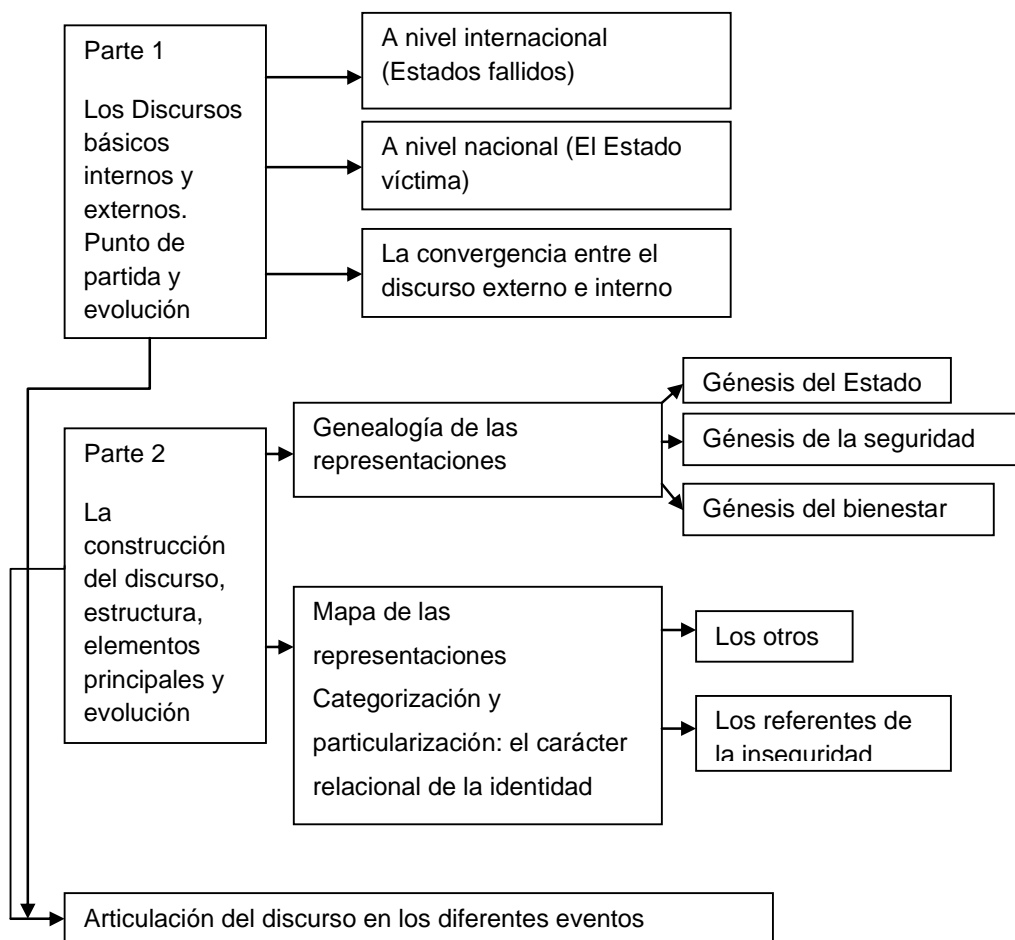 Parte 1
Los Discursos
básicos
internos y
externos.
Punto de
partida y
evolución
A nivel internacional
(Estados fallidos)
A nivel nacional (El Estado
víctima)
La convergencia entre el
discurso externo e interno
Parte 2
La
construcción
del discurso,
estructura,
elementos
principales y
evolución
Genealogía de las
representaciones
Génesis del Estado
Génesis de la seguridad
Génesis del bienestar
Mapa de las
representaciones
Categorización y
particularización: el carácter
relacional de la identidad
Los otros
Los referentes de
la inseguridad
Articulación del discurso en los diferentes eventos